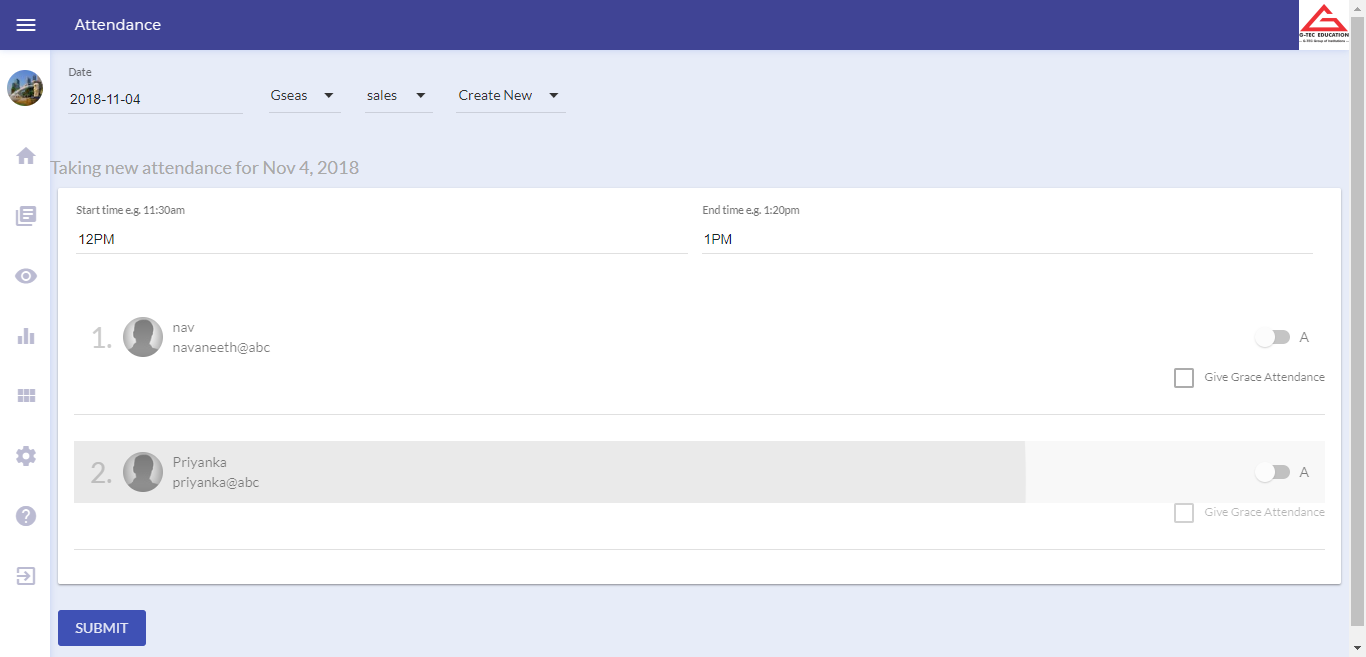 Attendance
G-TEC EDUCATION
Date
2018-11-04
Gseas
sales
Create New
Taking new attendance for Nov 4, 2018
Start time e.g. 11:30am
End time e.g. 1:20pm
12PM
1PM
1.
nav
navaneeth@abc
A
Give Grace Attendance
2.
Priyanka
priyanka@abc
A
Give Grace Attendance
SUBMIT